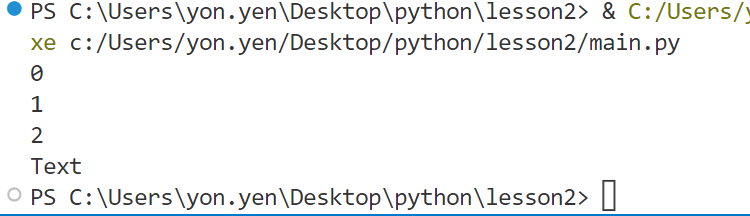 PS C:\Users\yon.yen\Desktop\python\lesson2> & C:/Users/
xe c:/Users/yon.yen/Desktop/python/lesson2/main.py
0
1
2
Text
PS C:\Users\yon.yen\Desktop\python\lesson2>